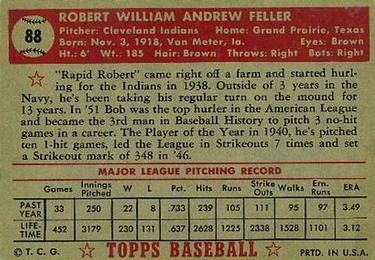 88
ROBERT WILLIAM ANDREW FELLER
Pitcher: Cleveland Indians Home: Grand Prairie, Texas
Born: Nov. 3, 1918, Van Meter, Ia. Eyes: Brown
Ht.: 6' Wt.: 185 Hair: Brown Throws: Right Bats: Right
"Rapid Robert" came right off a farm and started hurl-
ing for the Indians in 1938. Outside of 3 years in the
Navy, he's been taking his regular turn on the mound for
13 years. In '51 Bob was the top hurler in the American League
and became the 3rd man in Baseball History to pitch 3 no-hit
games in a career. The Player of the Year in 1940, he's pitched
ten 1-hit games, led the League in Strikeouts 7 times and set
a Strikeout mark of 348 in '46.
MAJOR LEAGUE PITCHING RECORD
Games Innings Pitched W L Pct. Hits Runs Strike Outs Walks Ern. Runs ERA
PAST YEAR 33 250 22 8 .733 239 105 111 95 97 3.49
LIFE-TIME 452 3179 230 131 .637 2628 1325 2228 1528 1101 3.12
© T. C. G. TOPPS BASEBALL PRTD. IN U.S.A.